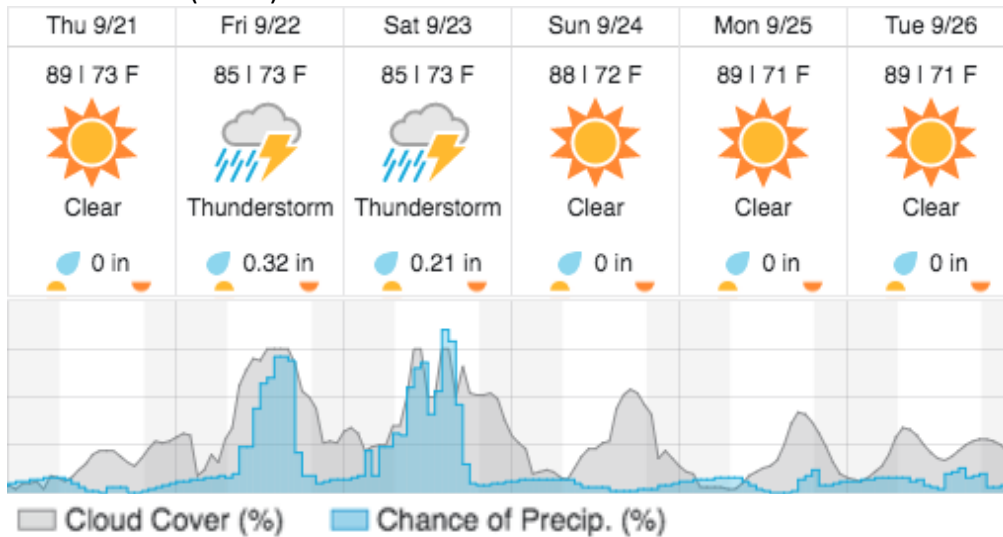 Thu 9/21 Fri 9/22 Sat 9/23 Sun 9/24 Mon 9/25 Tue 9/26
89 | 73 F 85 | 73 F 85 | 73 F 88 | 72 F 89 | 71 F 89 | 71 F
Clear Thunderstorm Thunderstorm Clear Clear Clear
0 in 0.32 in 0.21 in 0 in 0 in 0 in
Cloud Cover (%) Chance of Precip. (%)